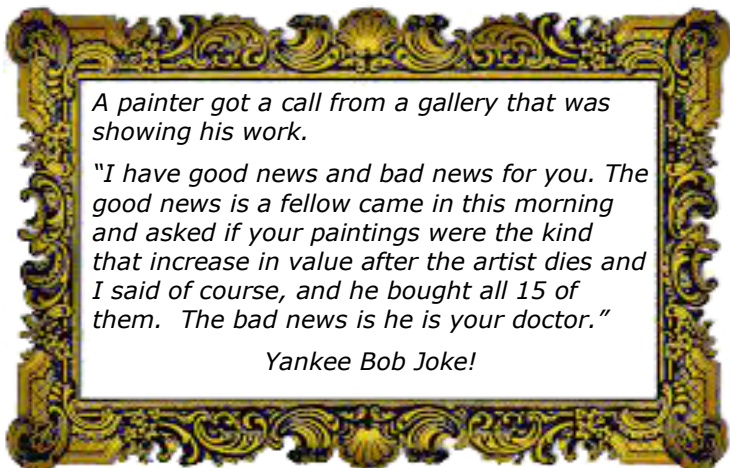 A painter got a call from a gallery that was
showing his work.
“I have good news and bad news for you. The
good news is a fellow came in this morning
and asked if your paintings were the kind
that increase in value after the artist dies and
I said of course, and he bought all 15 of
them.  The bad news is he is your doctor.”
Yankee Bob Joke!